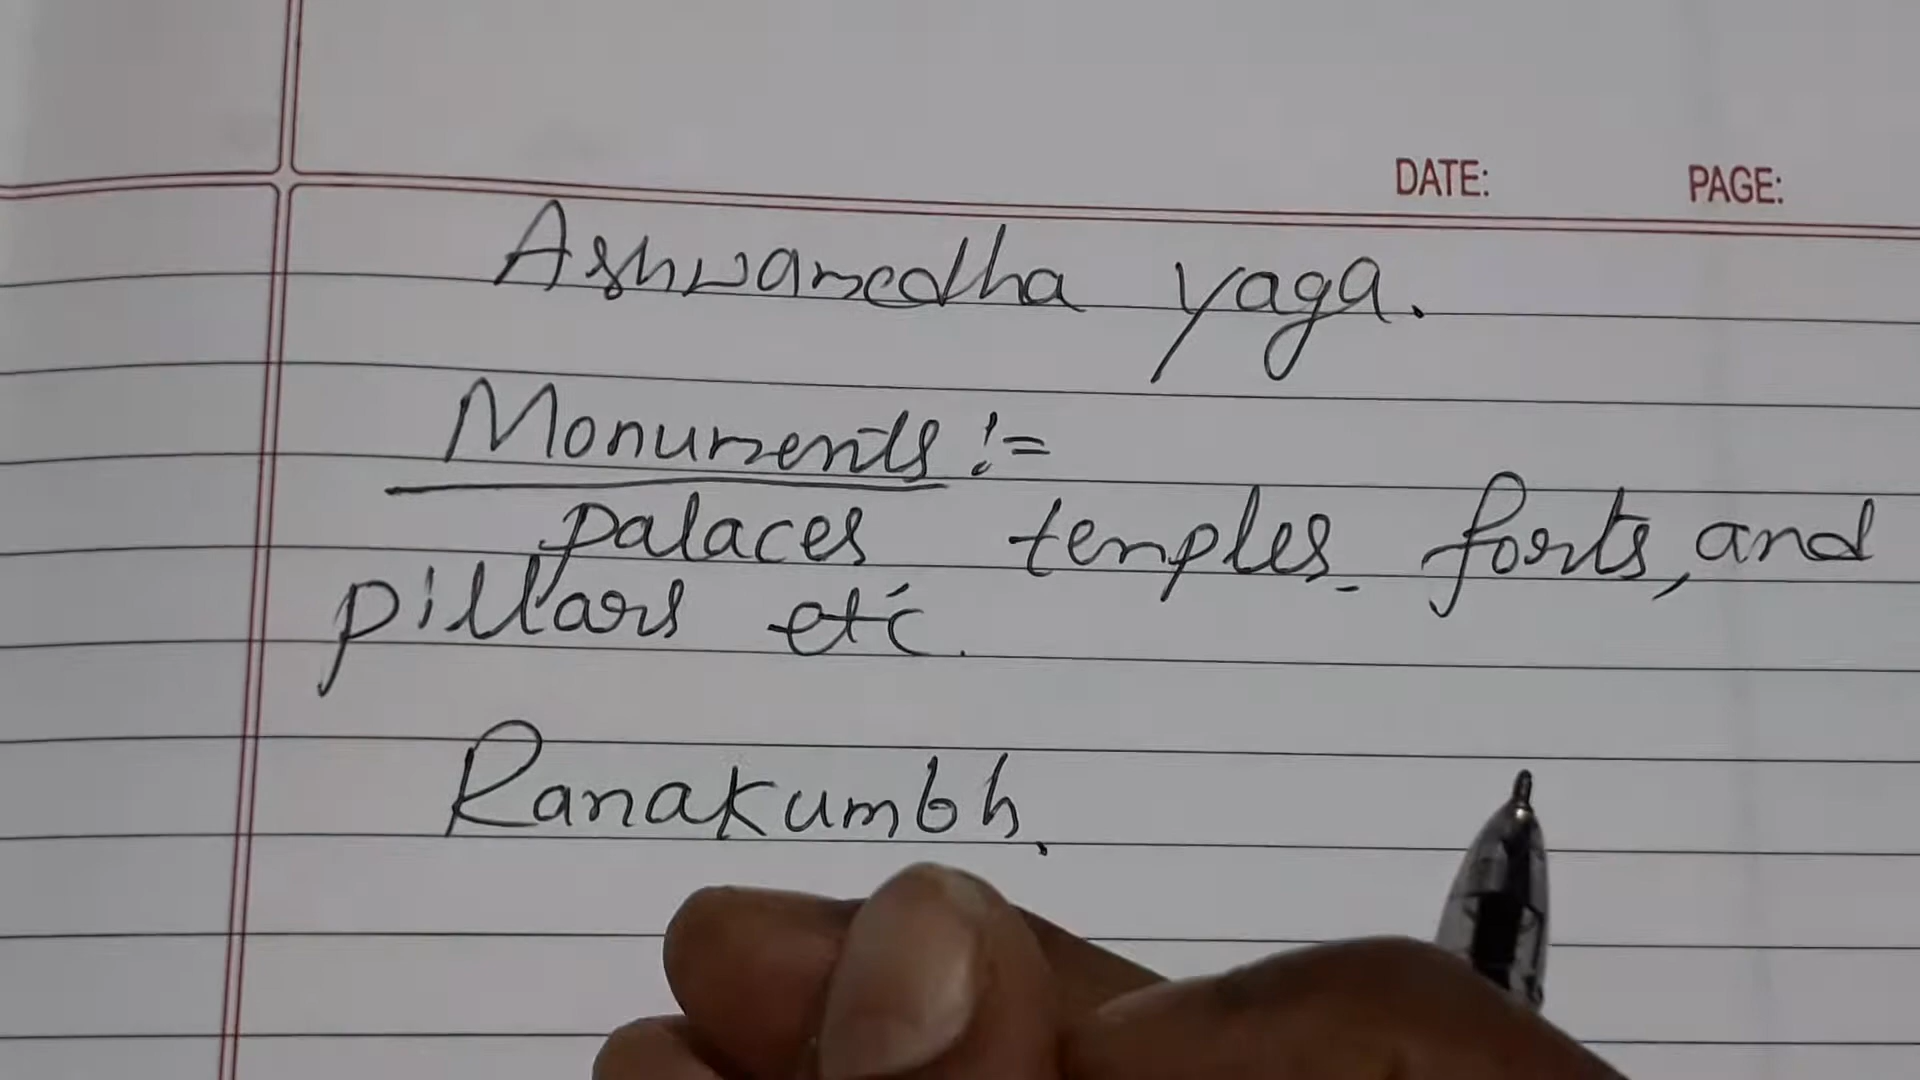 DATE: PAGE:
Ashwamedha yaga.
Monuments :=
palaces temples forts, and
pillars etc.
Ranakumbh.